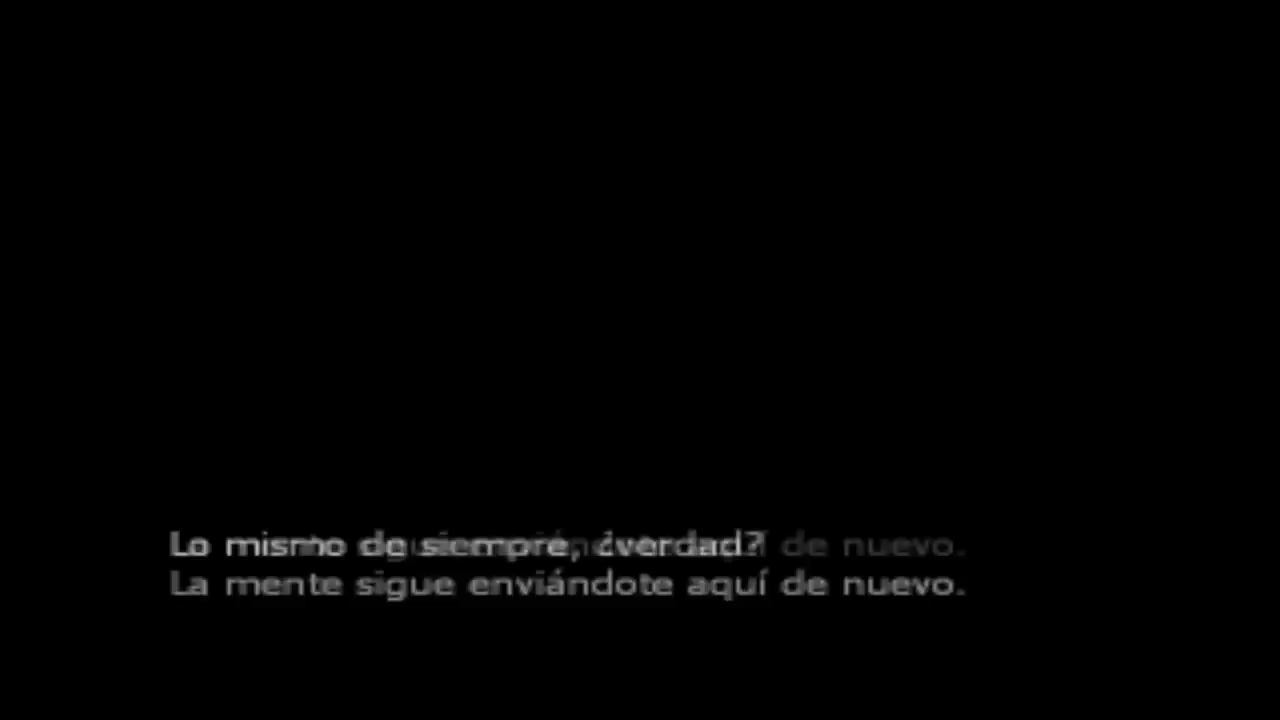 Lo mismo de siempre, ¿verdad?
La mente sigue enviándote aquí de nuevo.